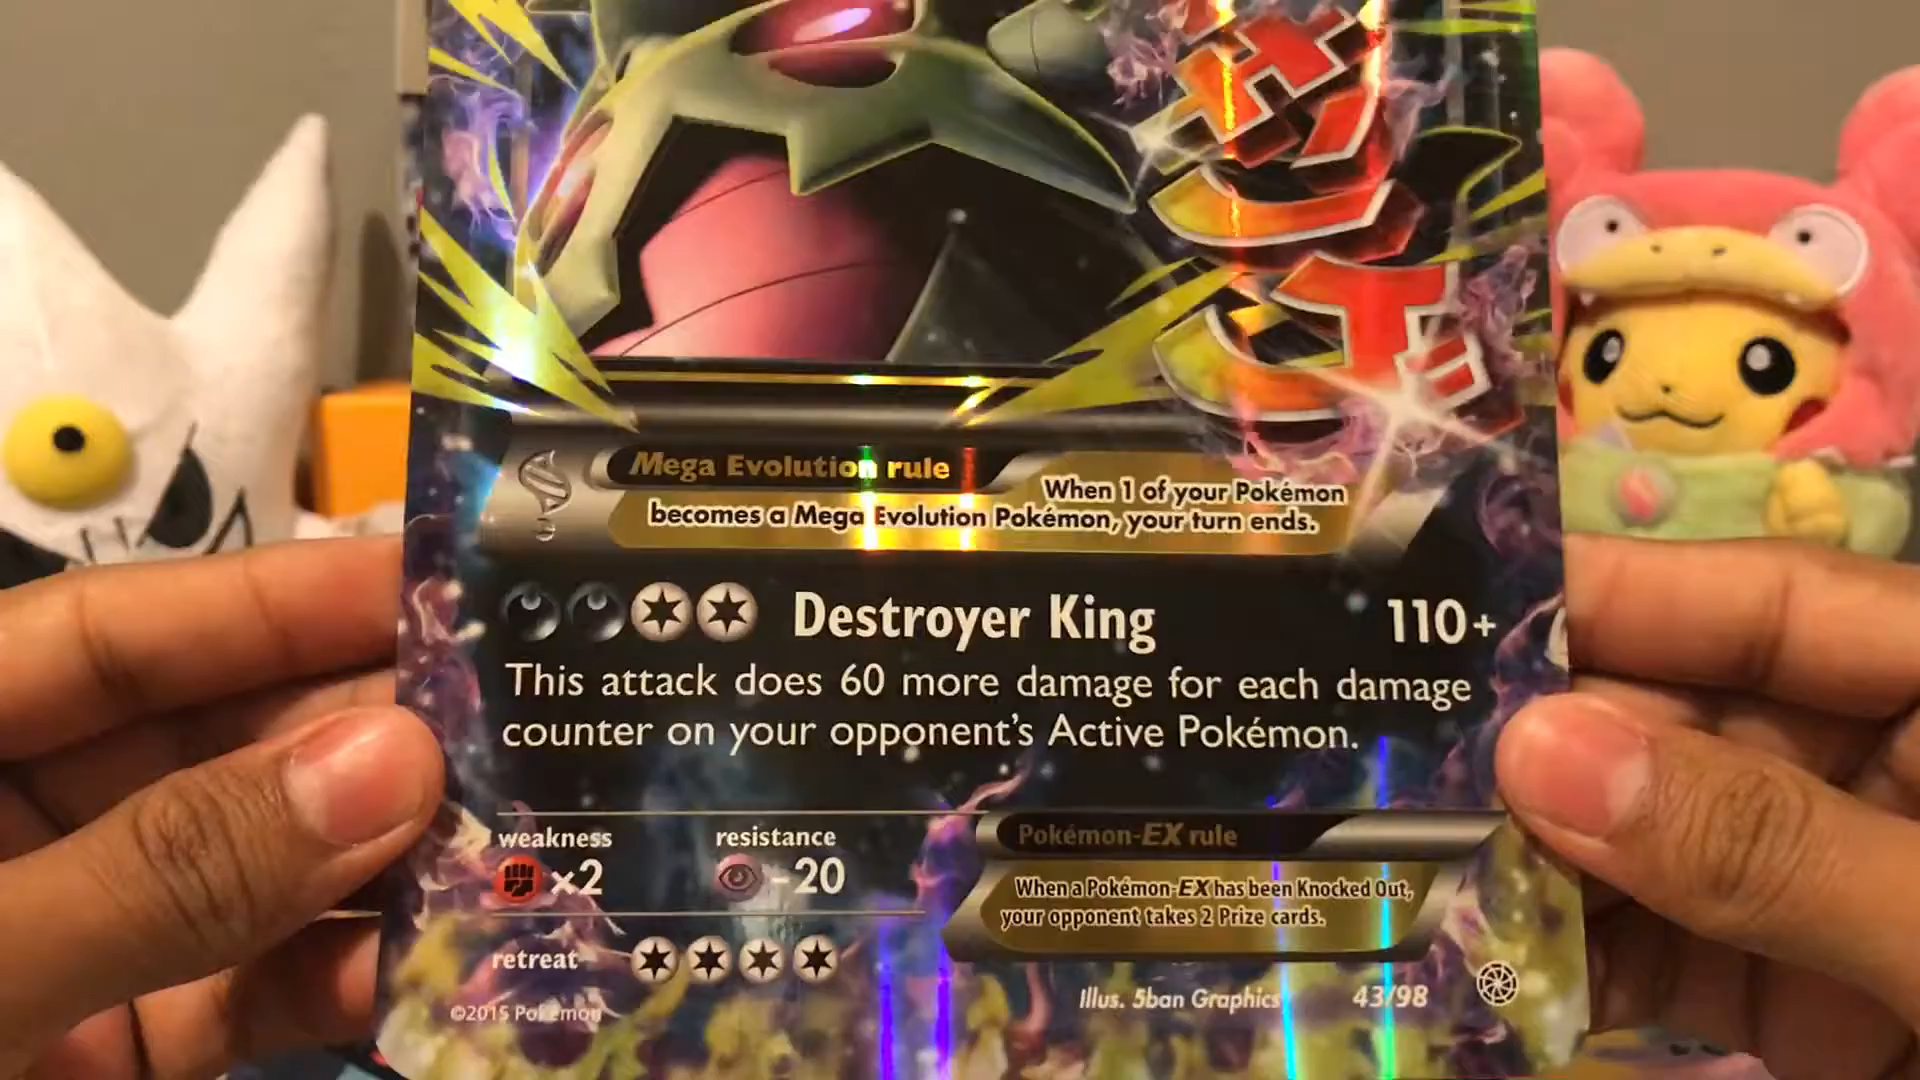 Mega Evolution rule
When 1 of your Pokémon
becomes a Mega Evolution Pokémon, your turn ends.
Destroyer King 110+
This attack does 60 more damage for each damage
counter on your opponent's Active Pokémon.
weakness resistance
×2 -20
Pokémon-EX rule
When a Pokémon-EX has been Knocked Out,
your opponent takes 2 Prize cards.
retreat
©2015 Pokémon
Illus. 5ban Graphics 43/98